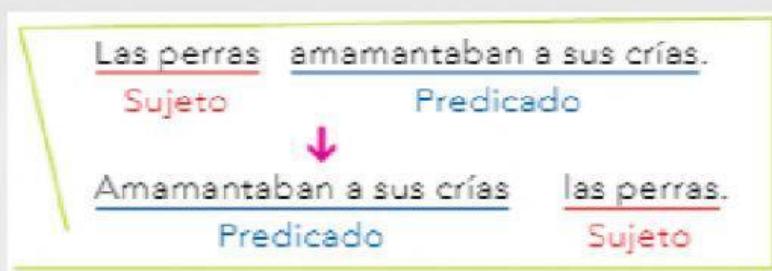 Las perras amamantaban a sus crías.
Sujeto Predicado
Amamantaban a sus crías las perras.
Predicado Sujeto